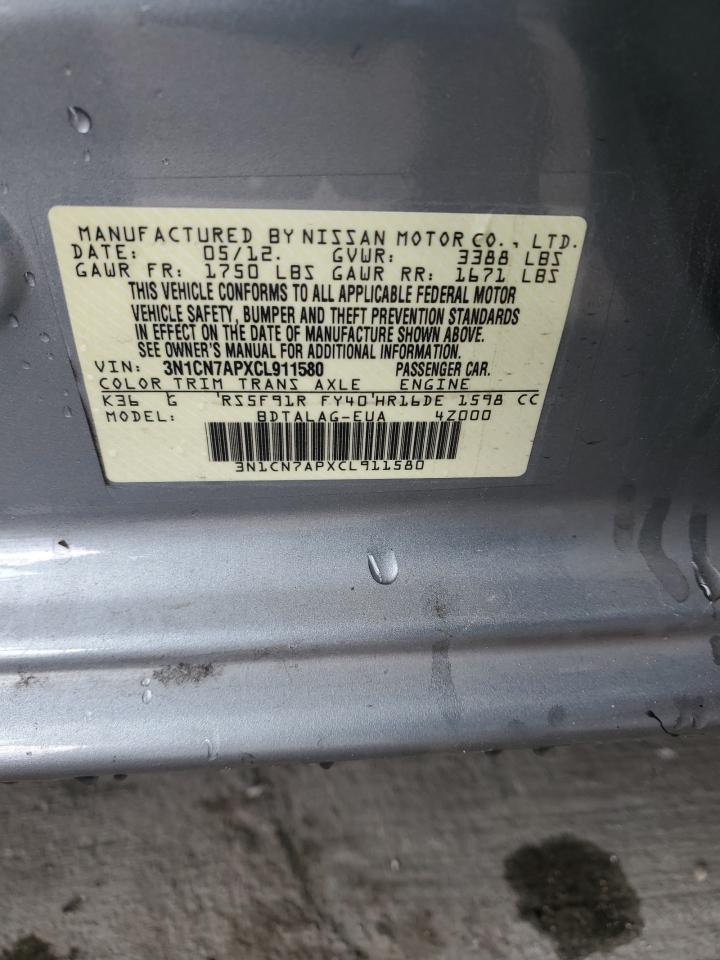 MANUFACTURED BY NISSAN MOTOR CO., LTD.
DATE: 05/12. GVWR: 3388 LBS
GAWR FR: 1750 LBS GAWR RR: 1671 LBS
THIS VEHICLE CONFORMS TO ALL APPLICABLE FEDERAL MOTOR
VEHICLE SAFETY, BUMPER AND THEFT PREVENTION STANDARDS
IN EFFECT ON THE DATE OF MANUFACTURE SHOWN ABOVE.
SEE OWNER'S MANUAL FOR ADDITIONAL INFORMATION.
VIN: 3N1CN7APXCL911580 PASSENGER CAR.
COLOR TRIM TRANS AXLE ENGINE
K36 G 'RS5F91R FY40'HR16DE 1598 CC
MODEL: BDTALAG-EUA 4Z000
3N1CN7APXCL911580